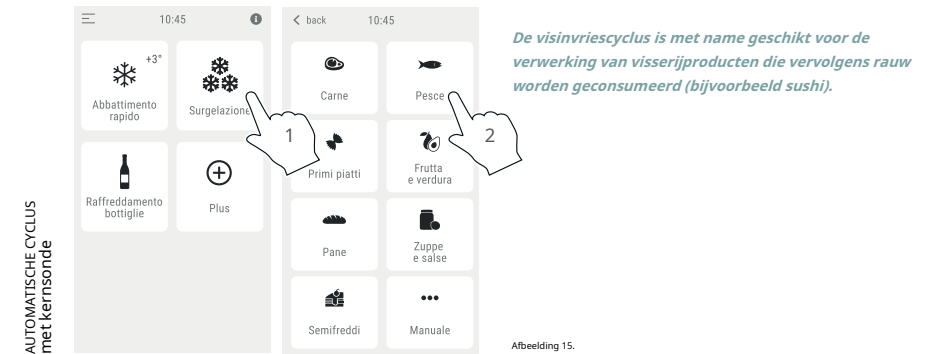 AUTOMATISCHE CYCLUS
met kernsonde
10:45
+3°
Abbattimento
rapido
Surgelazione
1
Raffreddamento
bottiglie
Plus
back
10:45
Carne
Pesce
2
Primi piatti
Frutta
e verdura
Pane
Zuppe
e salse
Semifreddi
Manuale
De visinvriescyclus is met name geschikt voor de
verwerking van visserijproducten die vervolgens rauw
worden geconsumeerd (bijvoorbeeld sushi).
Afbeelding 15.